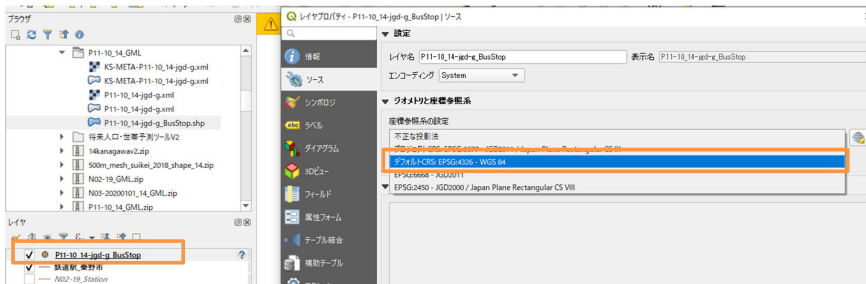 ブラウザ
P11-10_14_GML
KS-META-P11-10_14-jgd-g.xml
KS-META-P11-10_14-jgd-g.xml
P11-10_14-jgd-g.xml
P11-10_14-jgd-g.xml
P11-10_14-jgd-g_BusStop.shp
将来人口・世帯予測ツールV2
14kanagawav2.zip
500m_mesh_suikei_2018_shape_14.zip
N02-19_GML.zip
N03-20200101_14_GML.zip
P11-10_14_GML.zip
レイヤ
P11-10_14-jgd-g_BusStop
?
鉄道駅_秦野市
N02-19_Station
レイヤプロパティ - P11-10_14-jgd-g_BusStop | ソース
情報
ソース
シンボロジ
abc ラベル
ダイアグラム
3Dビュー
フィールド
属性フォーム
テーブル結合
補助テーブル
設定
レイヤ名 P11-10_14-jgd-g_BusStop 表示名 P11-10_14-jgd-g_BusStop
エンコーディング System
ジオメトリと座標参照系
座標参照系の設定
不正な投影法
デフォルトCRS: EPSG:4326 - WGS 84
EPSG:6668 - JGD2011
EPSG:2450 - JGD2000 / Japan Plane Rectangular CS VIII